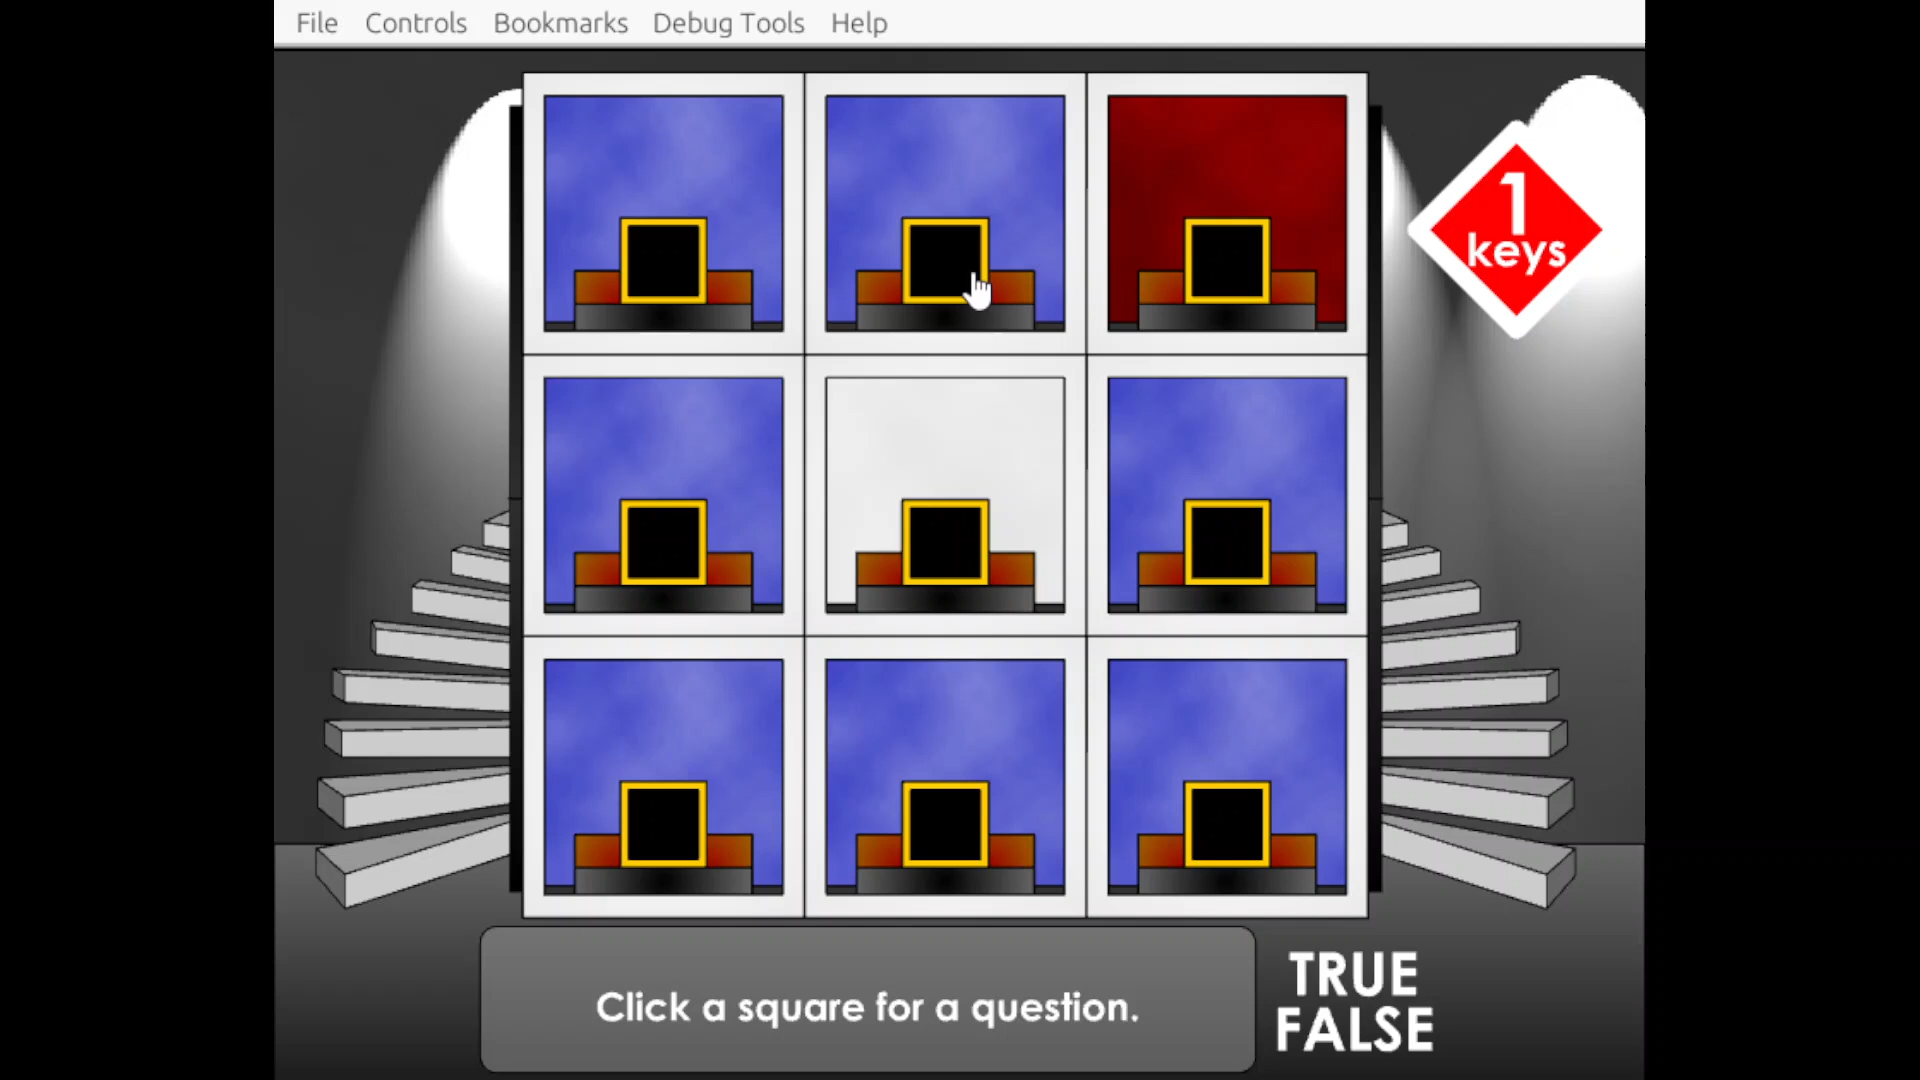 File Controls Bookmarks Debug Tools Help
1
keys
Click a square for a question.
TRUE
FALSE